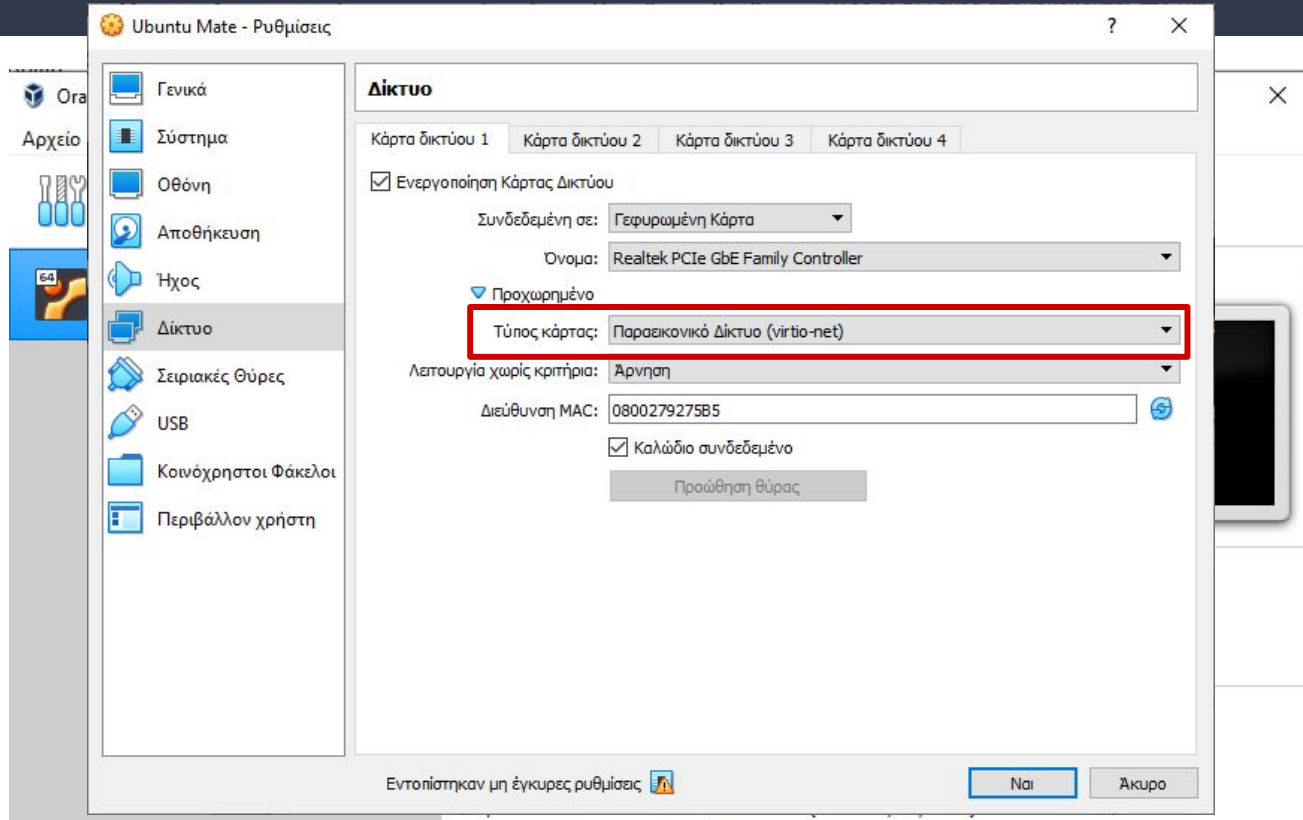 Ubuntu Mate - Ρυθμίσεις
?
Ora
Αρχείο
64
Γενικά
Σύστημα
Οθόνη
Αποθήκευση
Ήχος
Δίκτυο
Σειριακές Θύρες
USB
Κοινόχρηστοι Φάκελοι
Περιβάλλον χρήστη
Δίκτυο
Κάρτα δικτύου 1 Κάρτα δικτύου 2 Κάρτα δικτύου 3 Κάρτα δικτύου 4
Ενεργοποίηση Κάρτας Δικτύου
Συνδεδεμένη σε: Γεφυρωμένη Κάρτα
Όνομα: Realtek PCIe GbE Family Controller
Προχωρημένο
Τύπος κάρτας: Παραεικονικό Δίκτυο (virtio-net)
Λειτουργία χωρίς κριτήρια: Άρνηση
Διεύθυνση MAC: 0800279275B5
Καλώδιο συνδεδεμένο
Προώθηση θύρας
Εντοπίστηκαν μη έγκυρες ρυθμίσεις
Ναι Άκυρο